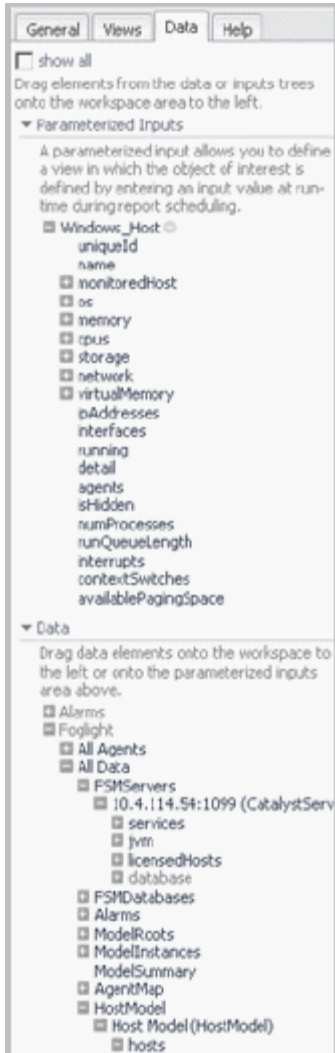 General Views Data Help
show all
Drag elements from the data or inputs trees
onto the workspace area to the left.
Parameterized Inputs
A parameterized input allows you to define
a view in which the object of interest is
defined by entering an input value at run-
time during report scheduling.
Windows_Host
uniqueId
name
monitoredHost
os
memory
cpus
storage
network
virtualMemory
ipAddresses
interfaces
running
detail
agents
isHidden
numProcesses
runQueueLength
interrupts
contextSwitches
availablePagingSpace
Data
Drag data elements onto the workspace to
the left or onto the parameterized inputs
area above.
Alarms
Foglight
All Agents
All Data
FSMServers
10.4.114.54:1099 (CatalystServ
services
jvm
licensedHosts
database
FSMDatabases
Alarms
ModelRoots
ModelInstances
ModelSummary
AgentMap
HostModel
Host Model (HostModel)
hosts